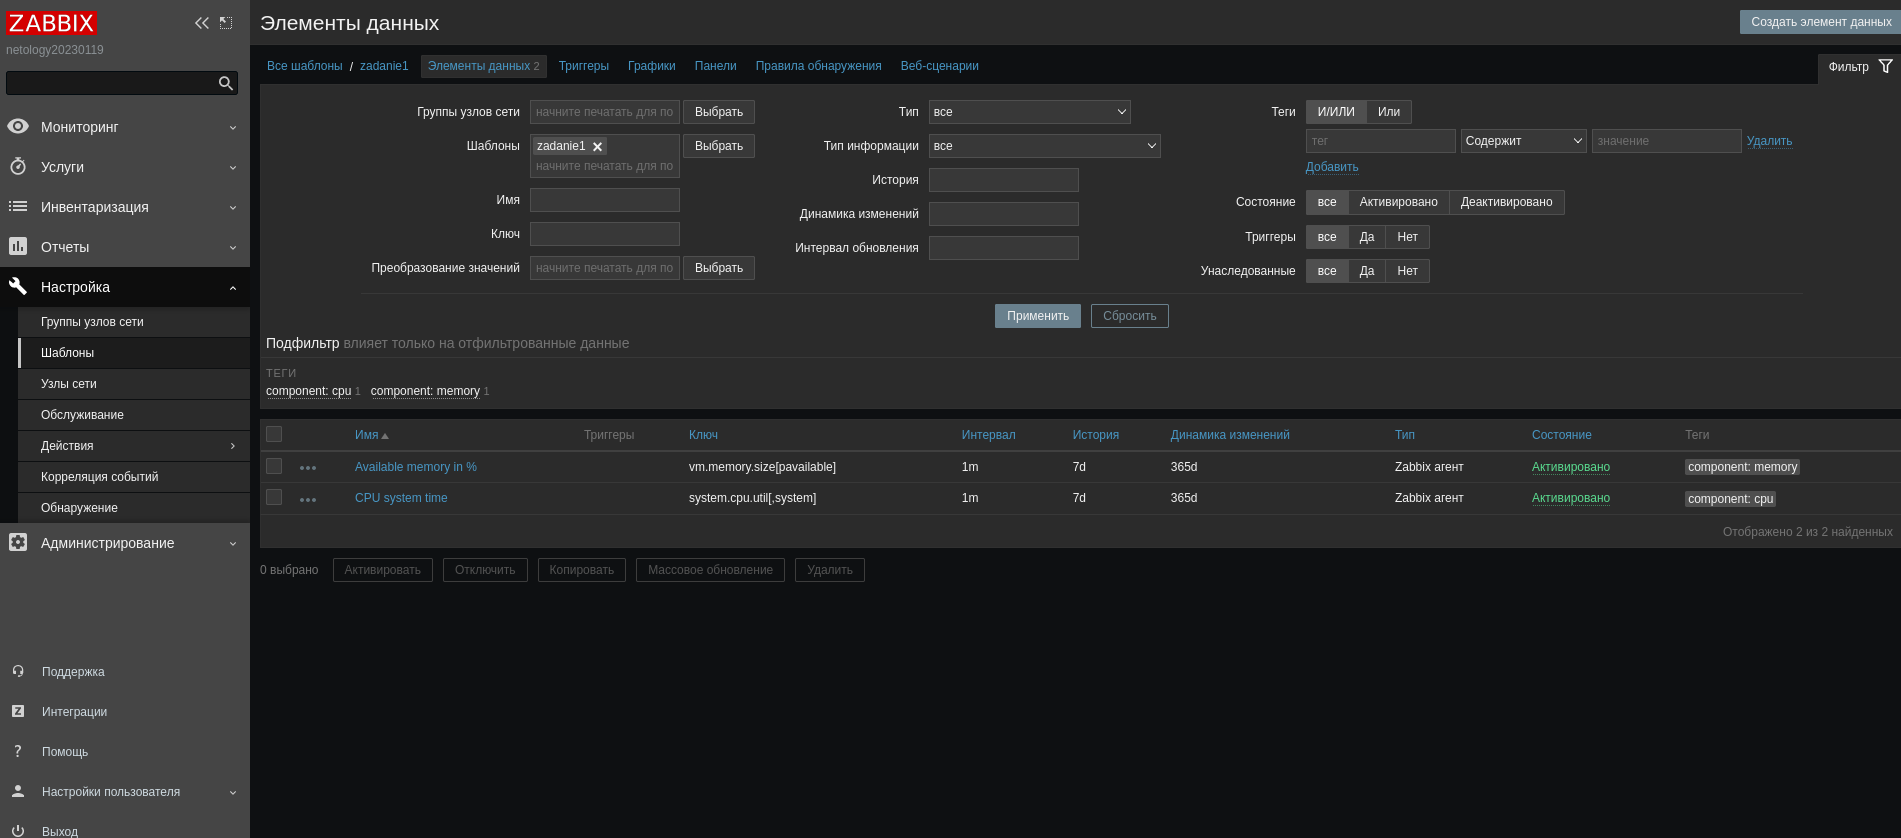 ZABBIX
netology20230119
Мониторинг
Услуги
Инвентаризация
Отчеты
Настройка
Группы узлов сети
Шаблоны
Узлы сети
Обслуживание
Действия
Корреляция событий
Обнаружение
Администрирование
Поддержка
Интеграции
Помощь
Настройки пользователя
Выход
Элементы данных
Создать элемент данных
Все шаблоны / zadanie1 Элементы данных 2 Триггеры Графики Панели Правила обнаружения Веб-сценарии
Фильтр
Группы узлов сети начните печатать для по Выбрать
Шаблоны zadanie1 Выбрать
начните печатать для по
Имя
Ключ
Преобразование значений начните печатать для по Выбрать
Тип все
Тип информации все
История
Динамика изменений
Интервал обновления
Теги И/ИЛИ Или
тег Содержит значение Удалить
Добавить
Состояние все Активировано Деактивировано
Триггеры все Да Нет
Унаследованные все Да Нет
Применить Сбросить
Подфильтр влияет только на отфильтрованные данные
ТЕГИ
component: cpu 1 component: memory 1
Имя Триггеры Ключ Интервал История Динамика изменений Тип Состояние Теги
Available memory in % vm.memory.size[pavailable] 1m 7d 365d Zabbix агент Активировано component: memory
CPU system time system.cpu.util[,system] 1m 7d 365d Zabbix агент Активировано component: cpu
Отображено 2 из 2 найденных
0 выбрано Активировать Отключить Копировать Массовое обновление Удалить